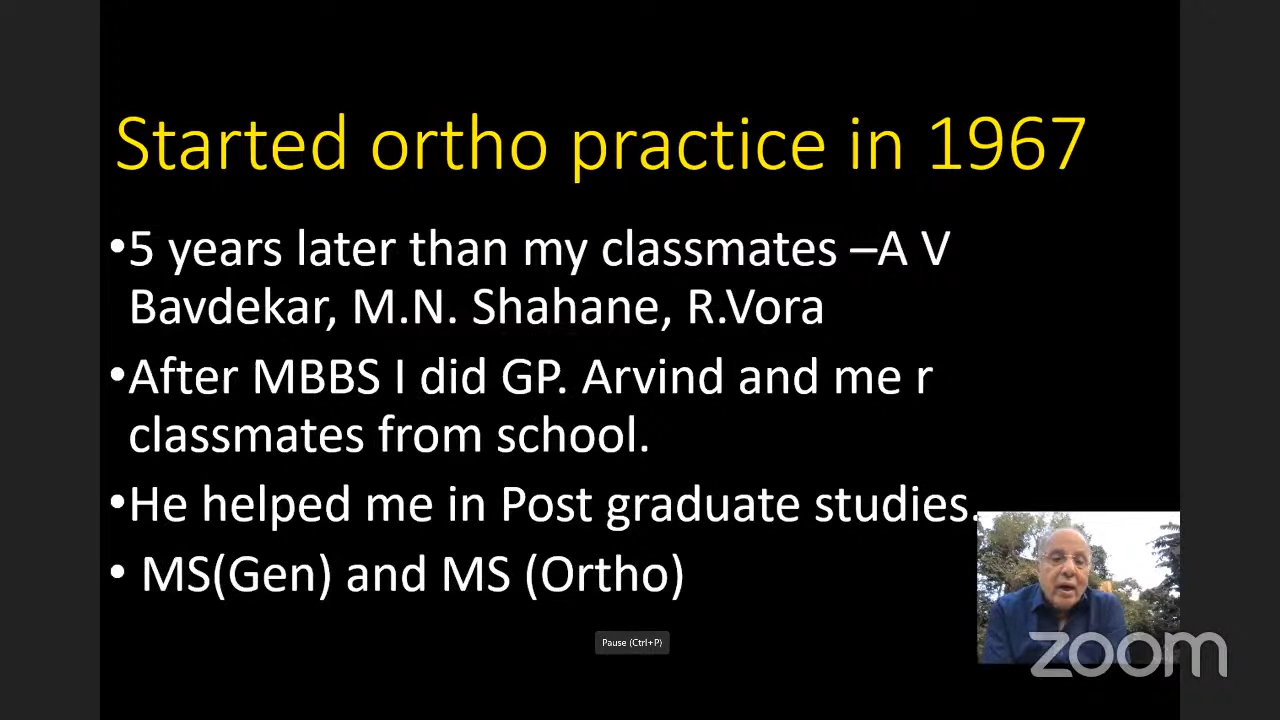 Started ortho practice in 1967
•5 years later than my classmates –A V
Bavdekar, M.N. Shahane, R.Vora
•After MBBS I did GP. Arvind and me r
classmates from school.
•He helped me in Post graduate studies.
• MS(Gen) and MS (Ortho)
Pause (Ctrl+P)
zoom